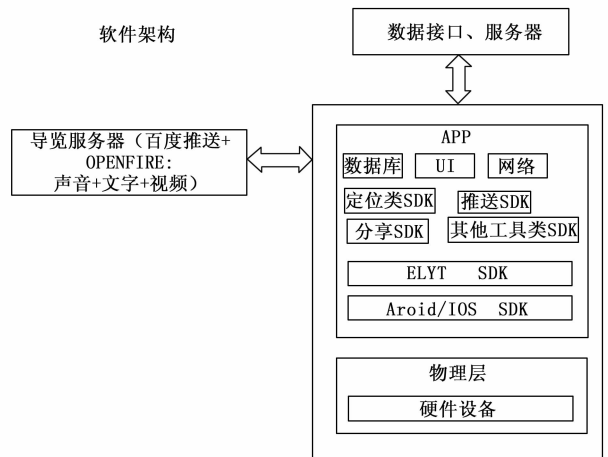 软件架构
数据接口、服务器
导览服务器（百度推送+
OPENFIRE:
声音+文字+视频）
APP
数据库 UI 网络
定位类SDK 推送SDK
分享SDK 其他工具类SDK
ELYT SDK
Aroid/IOS SDK
物理层
硬件设备